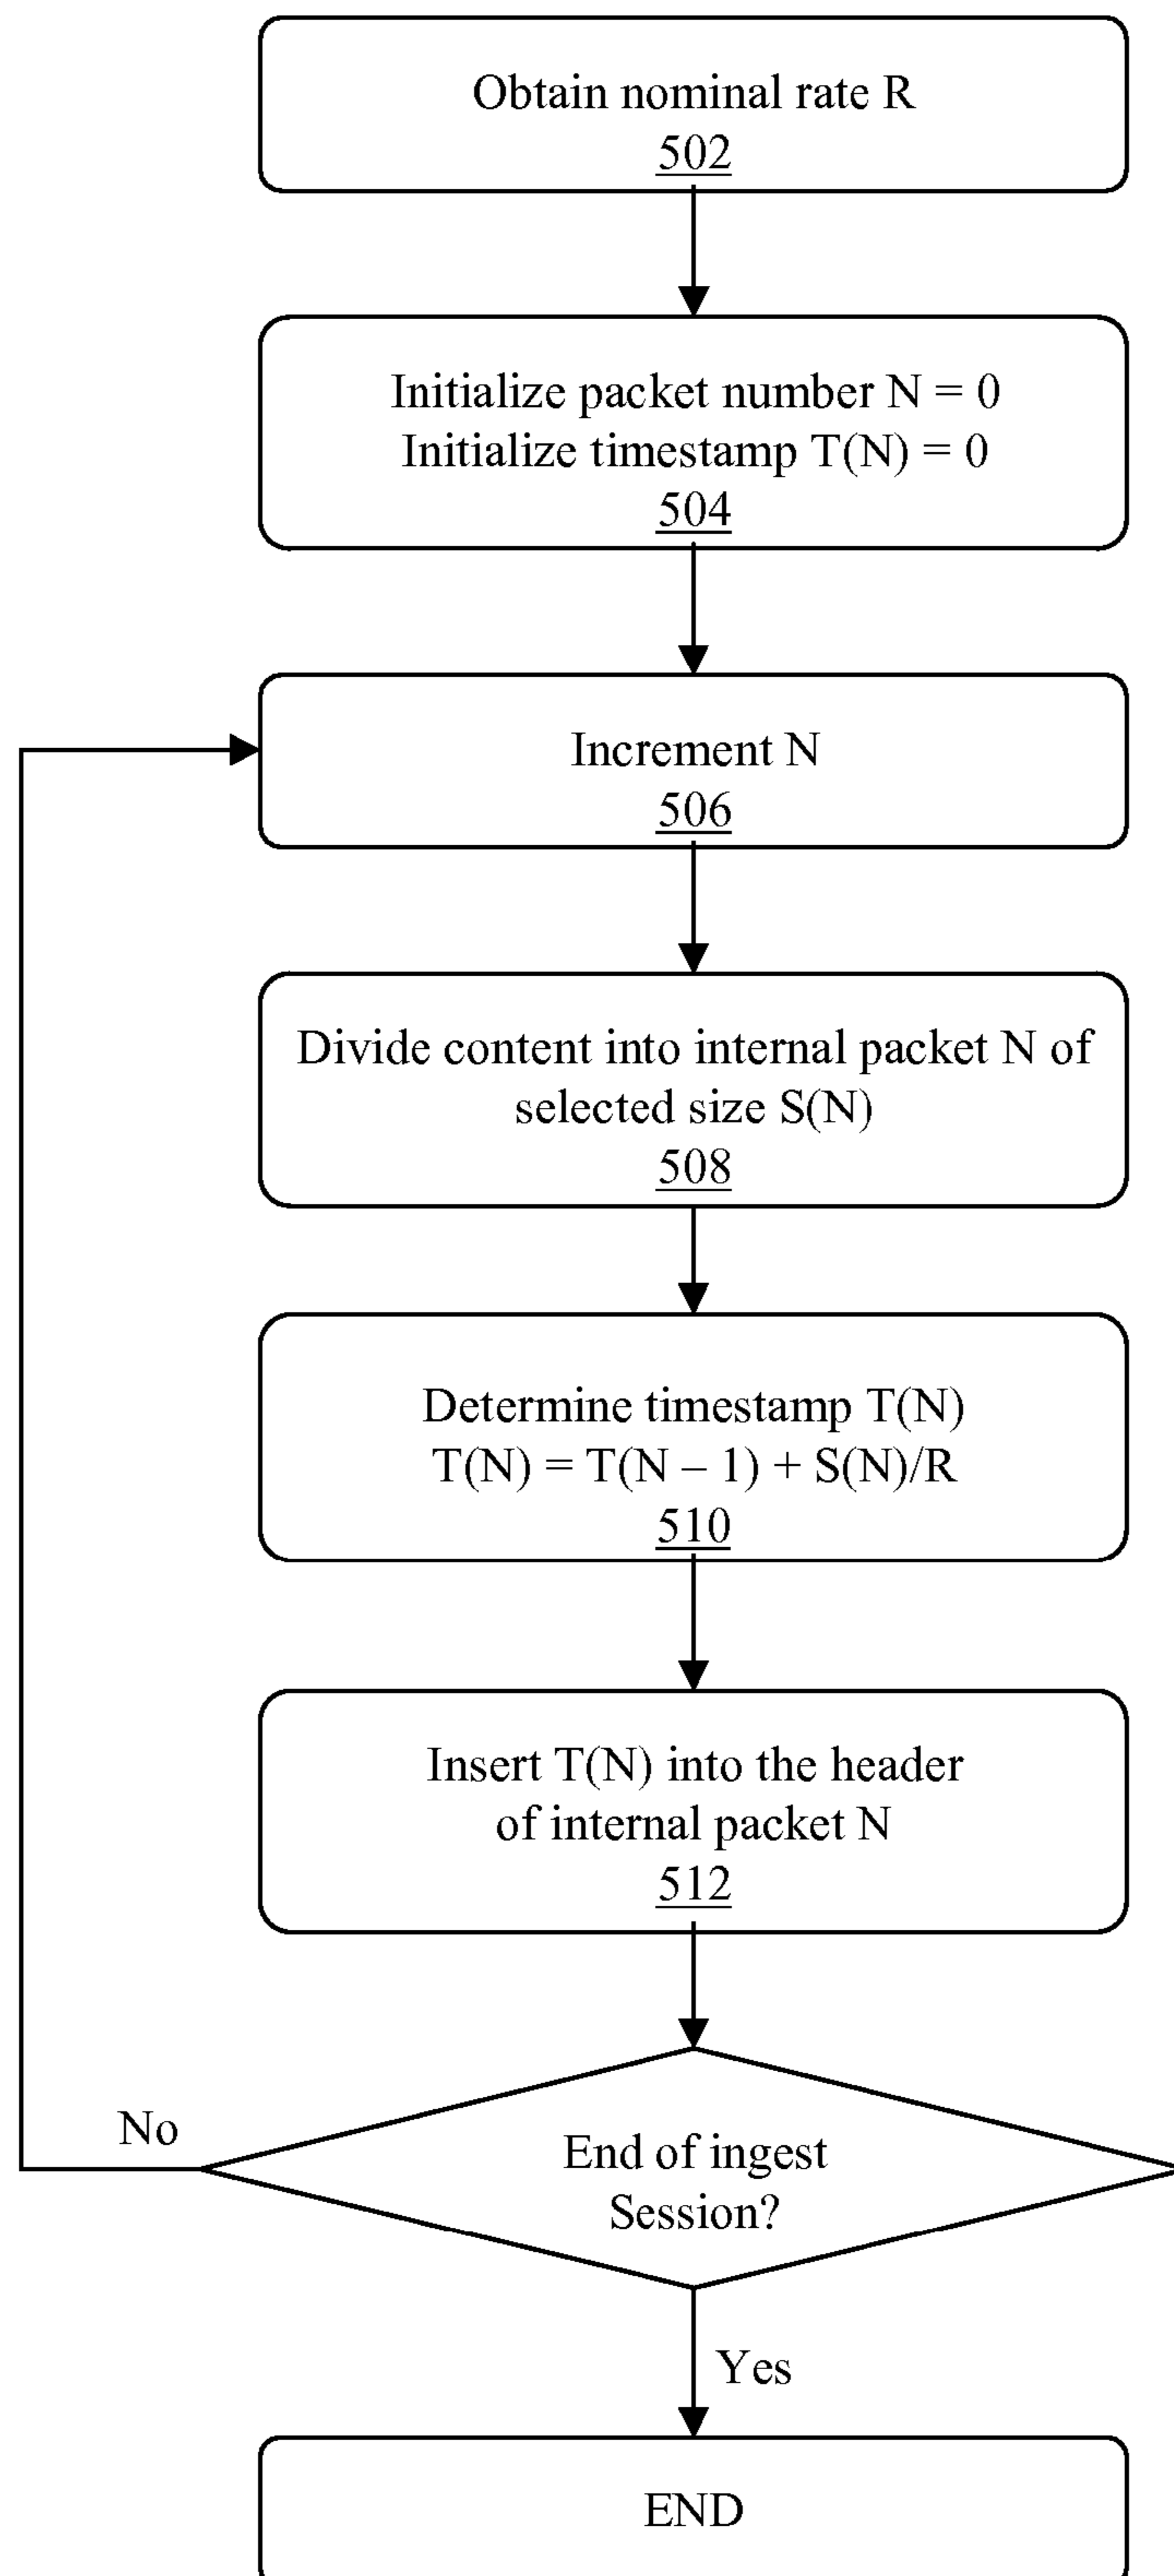 Obtain nominal rate R
502
Initialize packet number N = 0
Initialize timestamp T(N) = 0
504
Increment N
506
Divide content into internal packet N of
selected size S(N)
508
Determine timestamp T(N)
T(N) = T(N – 1) + S(N)/R
510
Insert T(N) into the header
of internal packet N
512
No
End of ingest
Session?
Yes
END